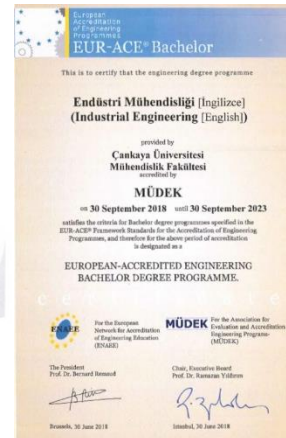 European
Accreditation
of Engineering
Programmes
EUR-ACE® Bachelor
This is to certify that the engineering degree programme
Endüstri Mühendisliği [İngilizce]
(Industrial Engineering [English])
provided by
Çankaya Üniversitesi
Mühendislik Fakültesi
accredited by
MÜDEK
on 30 September 2018 until 30 September 2023
satisfies the criteria for Bachelor degree programmes specified in the
EUR-ACE® Framework Standards for the Accreditation of Engineering
Programmes, and therefore for the above period of accreditation
is designated as a
EUROPEAN-ACCREDITED ENGINEERING
BACHELOR DEGREE PROGRAMME.
certificate
ENAEE
For the European
Network for Accreditation
of Engineering Education
(ENAEE)
MÜDEK
For the Association for
Evaluation and Accreditation
Engineering Programs
(MÜDEK)
The President
Prof. Dr. Bernard Remaud
Chair, Executive Board
Prof. Dr. Ramazan Yıldırım
Brussels, 30 June 2018
İstanbul, 30 June 2018